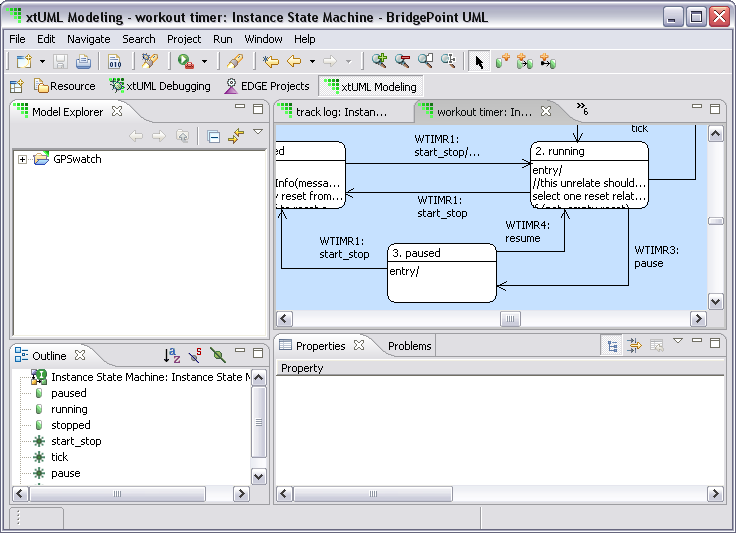 xtUML Modeling - workout timer: Instance State Machine - BridgePoint UML
File Edit Navigate Search Project Run Window Help
Resource xtUML Debugging EDGE Projects xtUML Modeling
Model Explorer
GPSwatch
track log: Instan... workout timer: In... 6
tick
ed
WTIMR1:
start_stop/...
2. running
entry/
//this unrelate should...
select one reset relat...
Info(messa...
y reset from...
WTIMR1:
start_stop
WTIMR4:
resume
WTIMR1:
start_stop
3. paused
entry/
WTIMR3:
pause
Outline
Instance State Machine: Instance State M
paused
running
stopped
start_stop
tick
pause
Properties Problems
Property